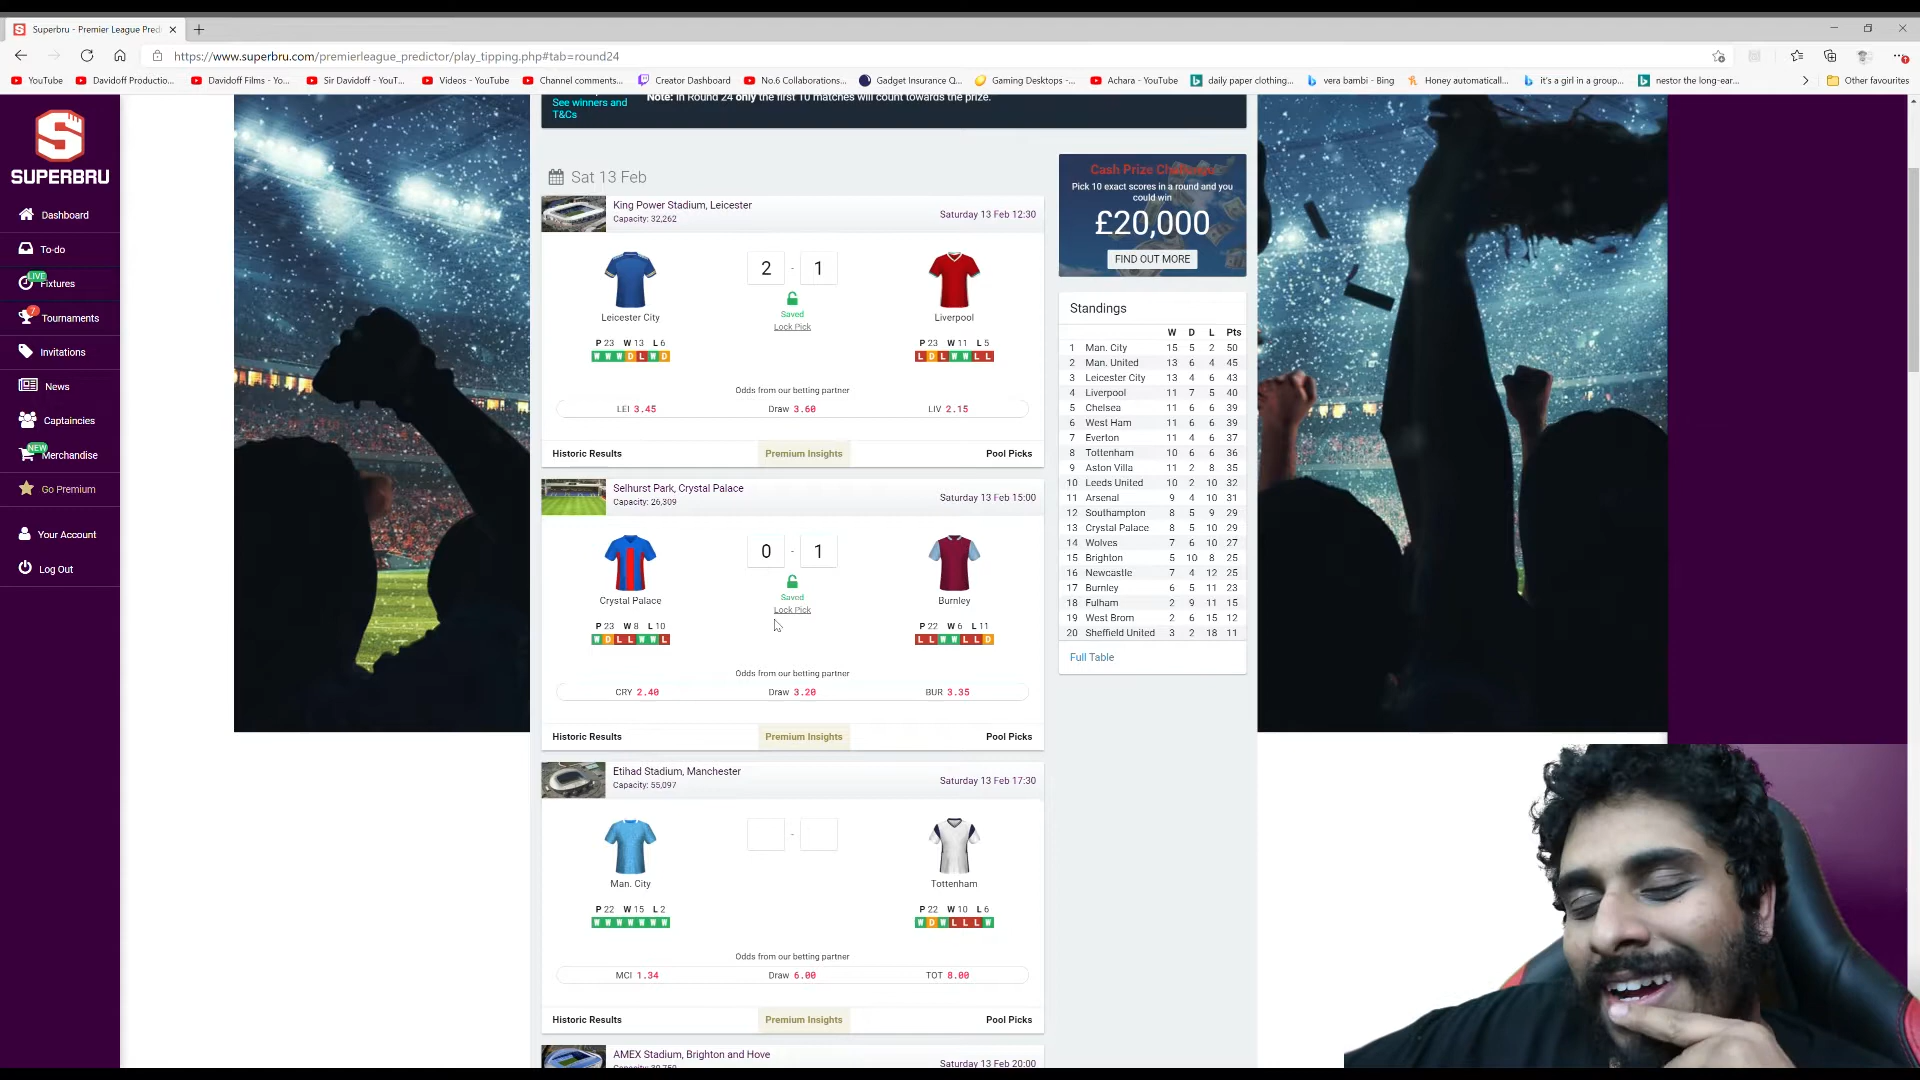 Superbru - Premier League Pred
https://www.superbru.com/premierleague_predictor/play_tipping.php#tab=round24
YouTube
Davidoff Productio...
Davidoff Films - Yo...
Sir Davidoff - YouT...
Videos - YouTube
Channel comments...
Creator Dashboard
No.6 Collaborations...
Gadget Insurance Q...
Gaming Desktops -...
Achara - YouTube
daily paper clothing...
vera bambi - Bing
Honey automaticall...
it's a girl in a group...
nestor the long-ear...
Other favourites
SUPERBRU
Dashboard
To-do
LIVE
Fixtures
7
Tournaments
Invitations
News
Captaincies
NEW
Merchandise
Go Premium
Your Account
Log Out
See winners and
T&Cs
Note: In Round 24 only the first 10 matches will count towards the prize.
Sat 13 Feb
King Power Stadium, Leicester
Capacity: 32,262
Saturday 13 Feb 12:30
2 - 1
Saved
Lock Pick
Leicester City
Liverpool
P 23 W 13 L 6
W W W D L W D
P 23 W 11 L 5
L D L W W L L
Odds from our betting partner
LEI 3.45
Draw 3.60
LIV 2.15
Historic Results
Premium Insights
Pool Picks
Selhurst Park, Crystal Palace
Capacity: 26,309
Saturday 13 Feb 15:00
0 - 1
Saved
Lock Pick
Crystal Palace
Burnley
P 23 W 8 L 10
W D L L W W L
P 22 W 6 L 11
L L W W L L D
Odds from our betting partner
CRY 2.40
Draw 3.20
BUR 3.35
Historic Results
Premium Insights
Pool Picks
Etihad Stadium, Manchester
Capacity: 55,097
Saturday 13 Feb 17:30
-
Man. City
Tottenham
P 22 W 15 L 2
W W W W W W W
P 22 W 10 L 6
W D W L L L W
Odds from our betting partner
MCI 1.34
Draw 6.00
TOT 8.00
Historic Results
Premium Insights
Pool Picks
AMEX Stadium, Brighton and Hove
Saturday 13 Feb 20:00
Cash Prize Challenge
Pick 10 exact scores in a round and you
could win
£20,000
FIND OUT MORE
Standings
W D L Pts
1 Man. City 15 5 2 50
2 Man. United 13 6 4 45
3 Leicester City 13 4 6 43
4 Liverpool 11 7 5 40
5 Chelsea 11 6 6 39
6 West Ham 11 6 6 39
7 Everton 11 4 6 37
8 Tottenham 10 6 6 36
9 Aston Villa 11 2 8 35
10 Leeds United 10 2 10 32
11 Arsenal 9 4 10 31
12 Southampton 8 5 9 29
13 Crystal Palace 8 5 10 29
14 Wolves 7 6 10 27
15 Brighton 5 10 8 25
16 Newcastle 7 4 12 25
17 Burnley 6 5 11 23
18 Fulham 2 9 11 15
19 West Brom 2 6 15 12
20 Sheffield United 3 2 18 11
Full Table